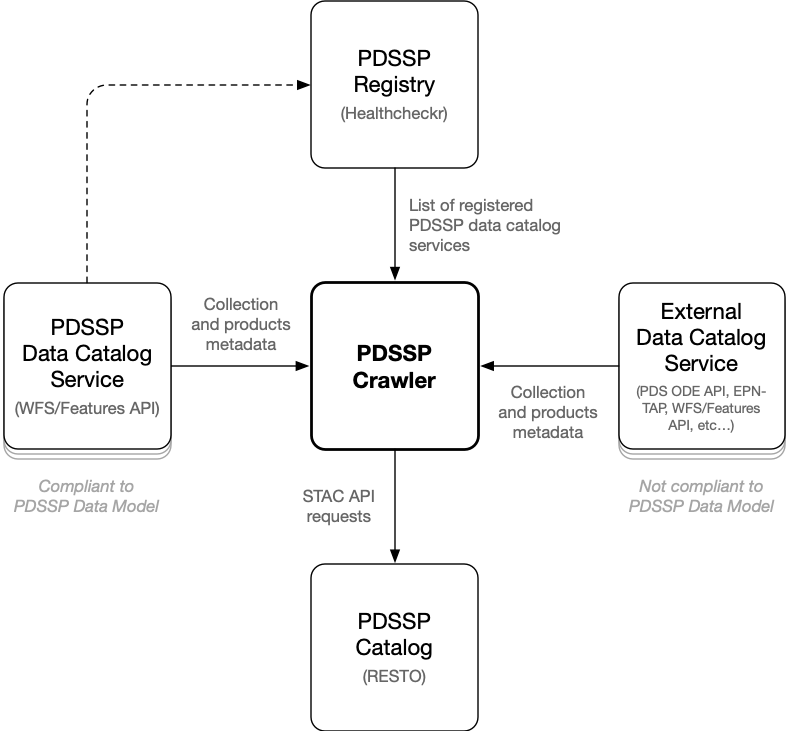 PDSSP
Registry
(Healthcheckr)
List of registered
PDSSP data catalog
services
PDSSP
Data Catalog
Service
(WFS/Features API)
Compliant to
PDSSP Data Model
Collection
and products
metadata
PDSSP
Crawler
Collection
and products
metadata
External
Data Catalog
Service
(PDS ODE API, EPN-
TAP, WFS/Features
API, etc…)
Not compliant to
PDSSP Data Model
STAC API
requests
PDSSP
Catalog
(RESTO)